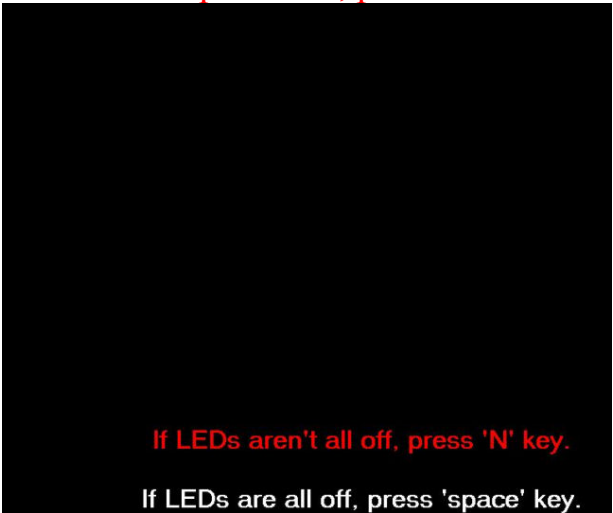 If LEDs aren't all off, press 'N' key.
If LEDs are all off, press 'space' key.